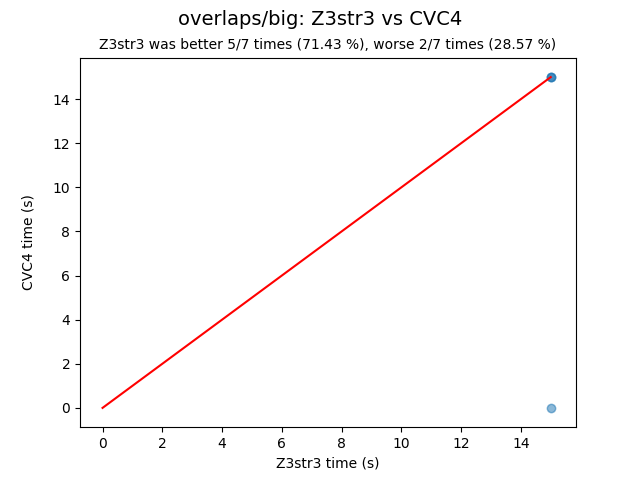 overlaps/big: Z3str3 vs CVC4
Z3str3 was better 5/7 times (71.43 %), worse 2/7 times (28.57 %)
14
12
10
8
6
4
2
0
CVC4 time (s)
0 2 4 6 8 10 12 14
Z3str3 time (s)